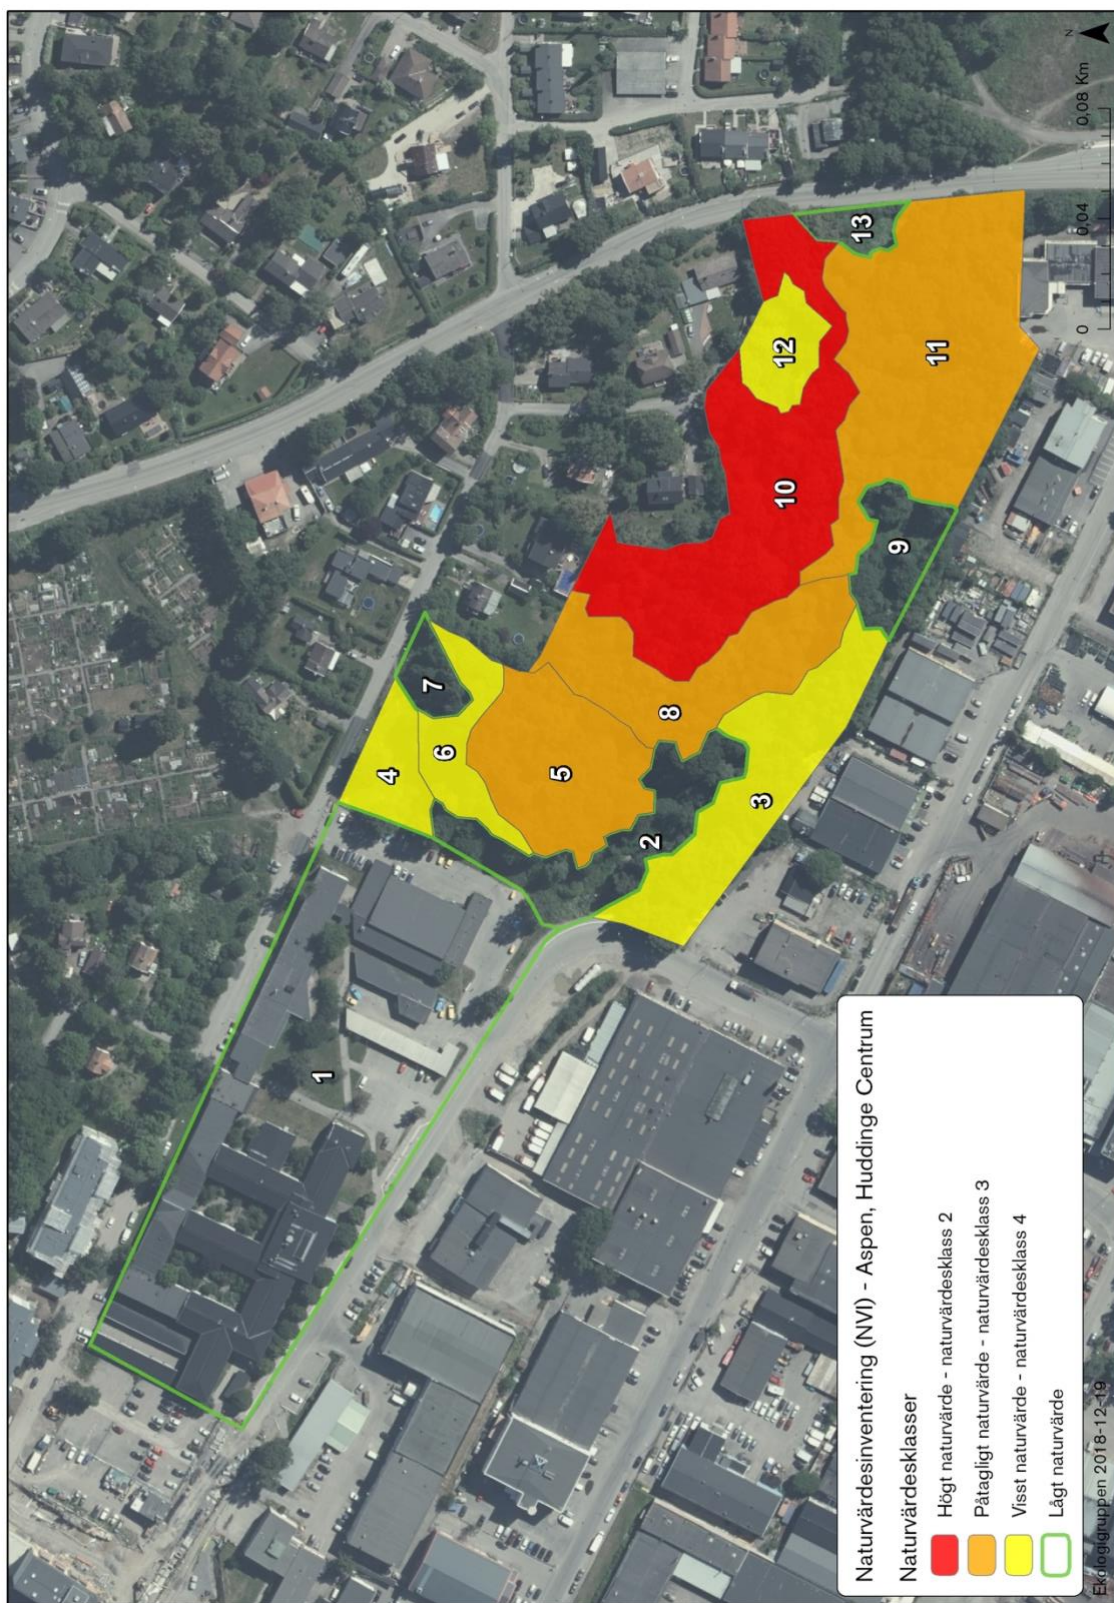 N
0 0,04 0,08 Km
1
2
3
4
5
6
7
8
9
10
11
12
13
Naturvärdesinventering (NVI) - Aspen, Huddinge Centrum
Naturvärdesklasser
Högt naturvärde - naturvärdesklass 2
Påtagligt naturvärde - naturvärdesklass 3
Visst naturvärde - naturvärdesklass 4
Lågt naturvärde
Ekologigruppen 2018-12-19